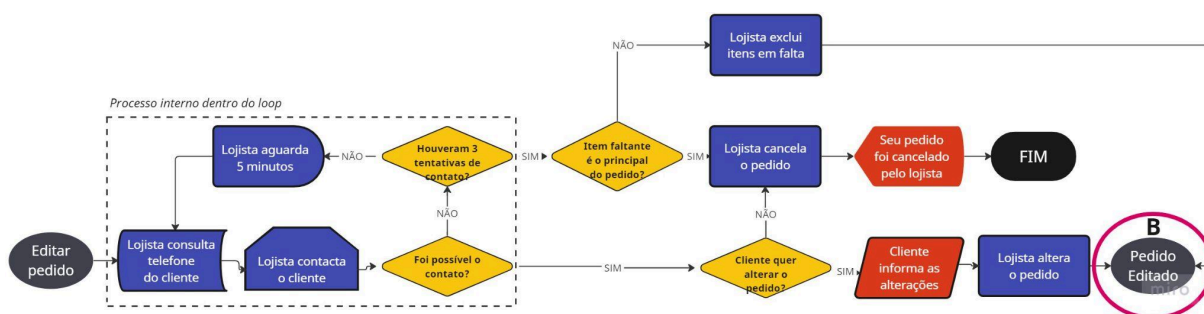 NÃO
Lojista exclui
itens em falta
Processo interno dentro do loop
Lojista aguarda
5 minutos
NÃO
Houveram 3
tentativas de
contato?
SIM
Item faltante
é o principal
do pedido?
SIM
Lojista cancela
o pedido
Seu pedido
foi cancelado
pelo lojista
FIM
NÃO
NÃO
Editar
pedido
Lojista consulta
telefone
do cliente
Lojista contacta
o cliente
Foi possível o
contato?
SIM
Cliente quer
alterar o
pedido?
SIM
Cliente
informa as
alterações
Lojista altera
o pedido
B
Pedido
Editado
miro